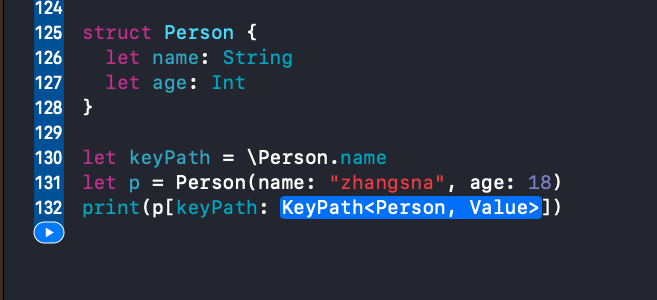 124
125 struct Person {
126   let name: String
127   let age: Int
128 }
129
130 let keyPath = \Person.name
131 let p = Person(name: "zhangsna", age: 18)
132 print(p[keyPath: KeyPath<Person, Value>])